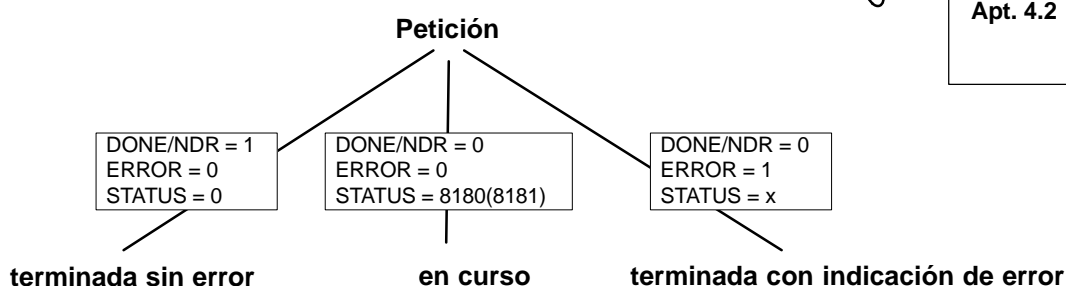 Apt. 4.2
Petición
DONE/NDR = 1
ERROR = 0
STATUS = 0
DONE/NDR = 0
ERROR = 0
STATUS = 8180(8181)
DONE/NDR = 0
ERROR = 1
STATUS = x
terminada sin error
en curso
terminada con indicación de error